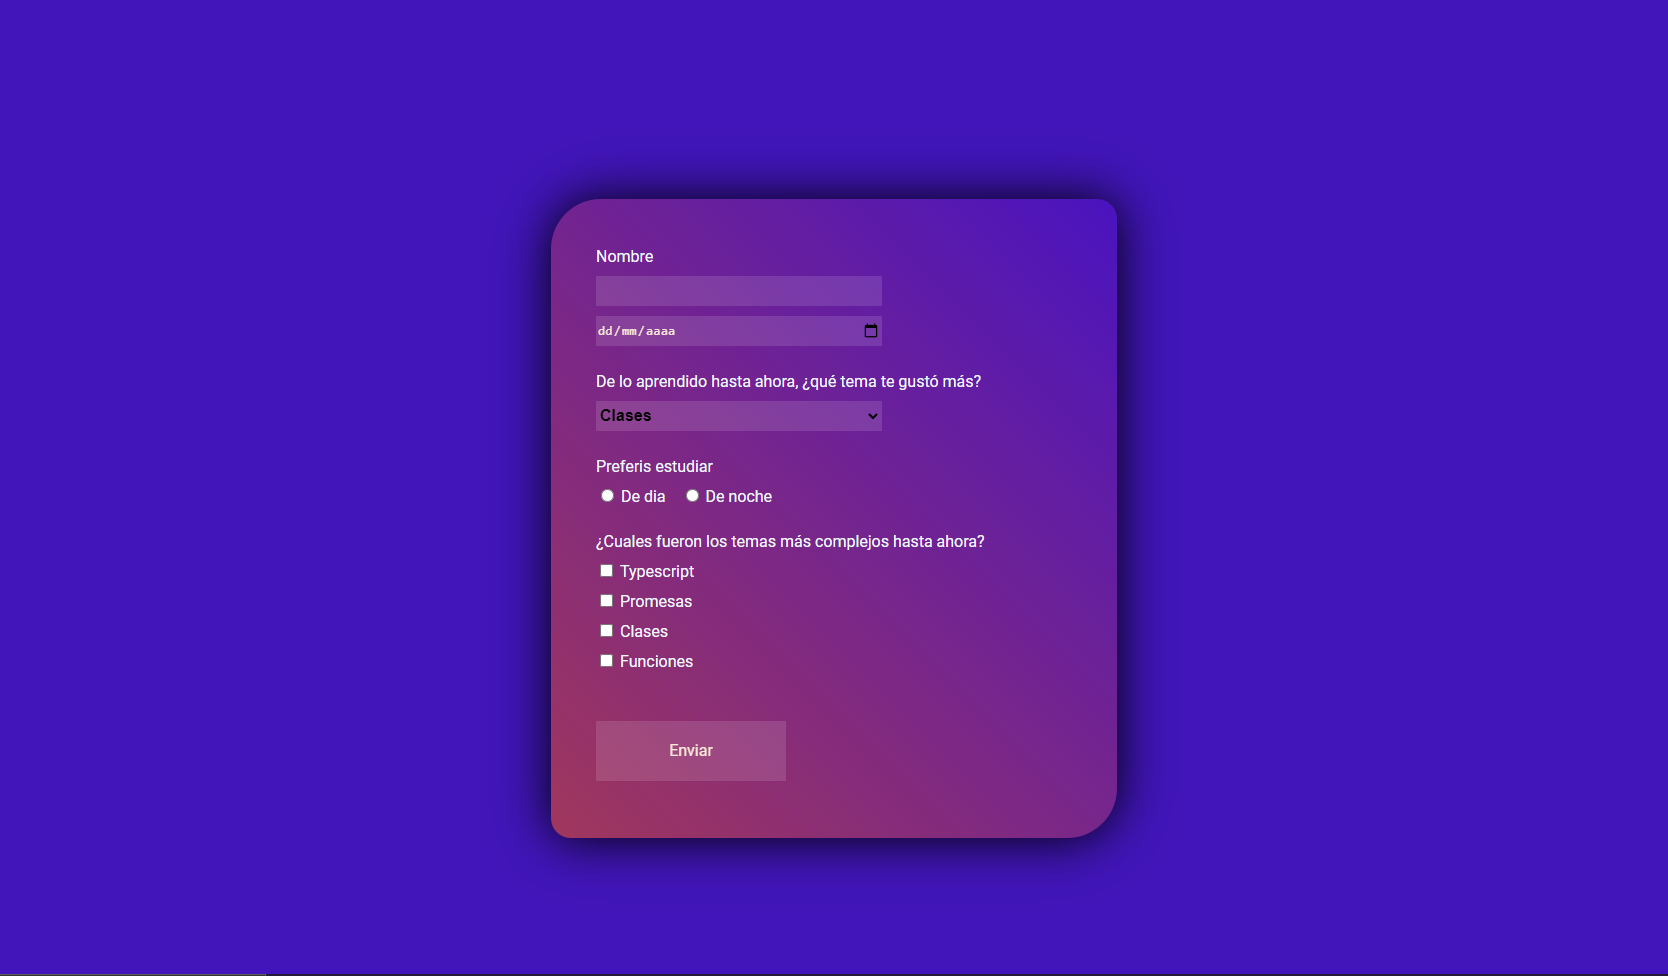 Nombre
dd/mm/aaaa
De lo aprendido hasta ahora, ¿qué tema te gustó más?
Clases
Preferis estudiar
De dia De noche
¿Cuales fueron los temas más complejos hasta ahora?
Typescript
Promesas
Clases
Funciones
Enviar